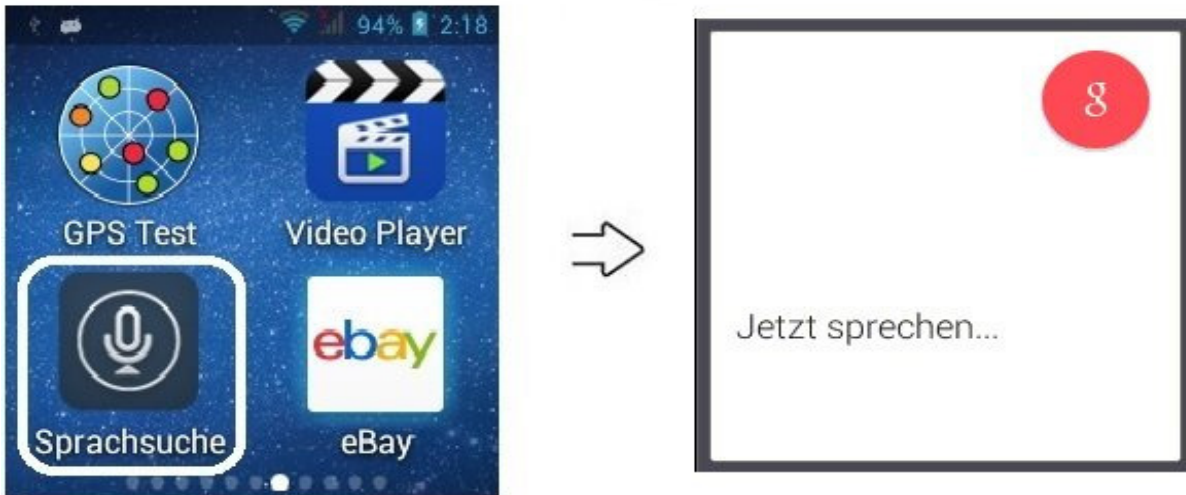 94% 2:18
GPS Test
Video Player
Sprachsuche
ebay
eBay
g
Jetzt sprechen...